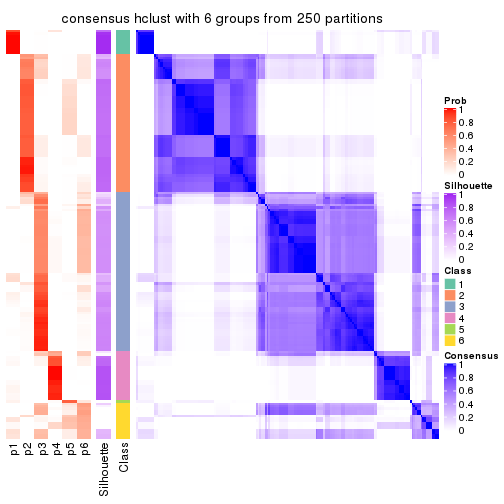 consensus hclust with 6 groups from 250 partitions
Prob
1
0.8
0.6
0.4
0.2
0
Silhouette
1
0.8
0.6
0.4
0.2
0
Class
1
2
3
4
5
6
Consensus
1
0.8
0.6
0.4
0.2
0
p1
p2
p3
p4
p5
p6
Silhouette
Class